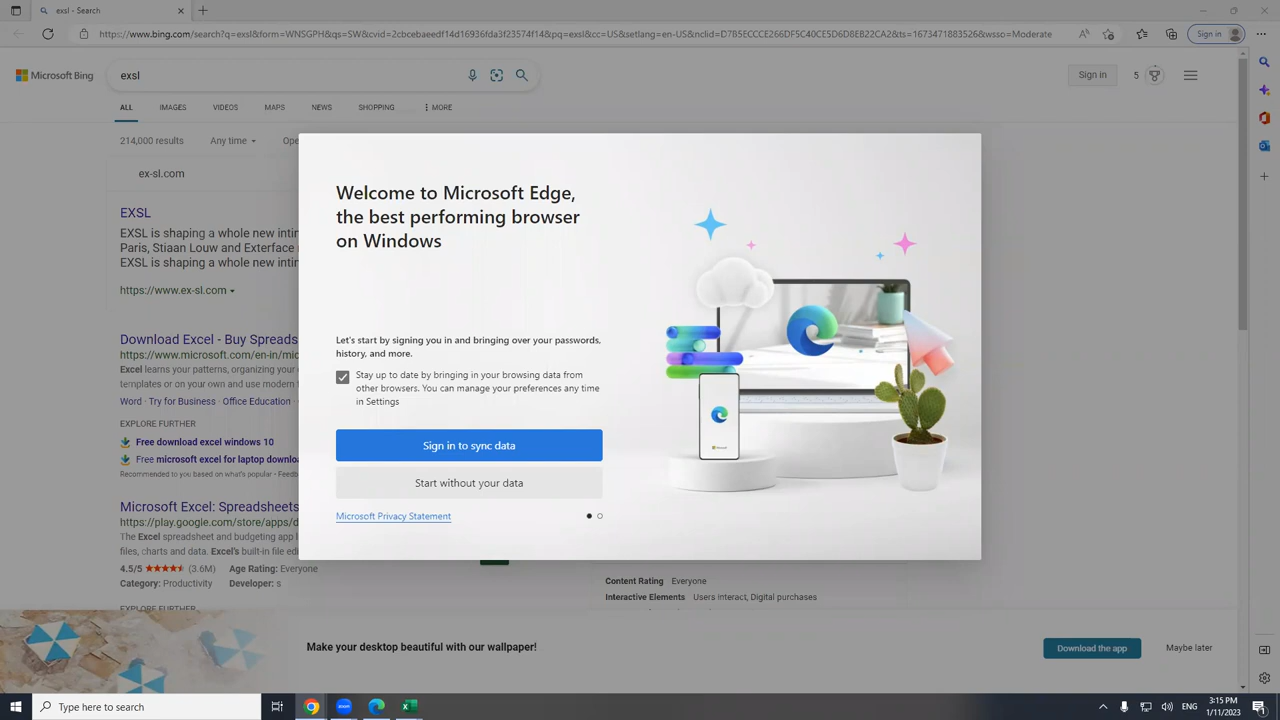 exsl - Search
https://www.bing.com/search?q=exsl&form=WNSGPH&qs=SW&cvid=2cbcebaeedf14d16936fda3f23574f14&pq=exsl&cc=US&setlang=en-US&nclid=D7B5ECCCE266DF5C40CE5D6D8EB22CA2&ts=1673471883526&wsso=Moderate
Sign in
Microsoft Bing
exsl
Sign in
5
ALL
IMAGES
VIDEOS
MAPS
NEWS
SHOPPING
MORE
214,000 results
Any time
Ope
ex-sl.com
EXSL
EXSL is shaping a whole new intin
Paris, Stiaan Louw and Exterface i
EXSL is shaping a whole new intin
https://www.ex-sl.com
Download Excel - Buy Spreads
https://www.microsoft.com/en-in/mic
Excel learns your patterns, organizing your
templates or on your own and use modern
Word · Try for Business · Office Education ·
EXPLORE FURTHER
Free download excel windows 10
Free microsoft excel for laptop downloa
Recommended to you based on what's popular • Feedb
Microsoft Excel: Spreadsheets
https://play.google.com/store/apps/d
The Excel spreadsheet and budgeting app l
files, charts and data. Excel's built-in file edi
4.5/5
(3.6M)
Age Rating: Everyone
Category: Productivity
Developer: s
EXPLORE FURTHER
Welcome to Microsoft Edge,
the best performing browser
on Windows
Let's start by signing you in and bringing over your passwords,
history, and more.
Stay up to date by bringing in your browsing data from
other browsers. You can manage your preferences any time
in Settings
Sign in to sync data
Start without your data
Microsoft Privacy Statement
Microsoft
Content Rating Everyone
Interactive Elements Users interact, Digital purchases
Make your desktop beautiful with our wallpaper!
Download the app
Maybe later
Type here to search
zoom
ENG
3:15 PM
1/11/2023
1